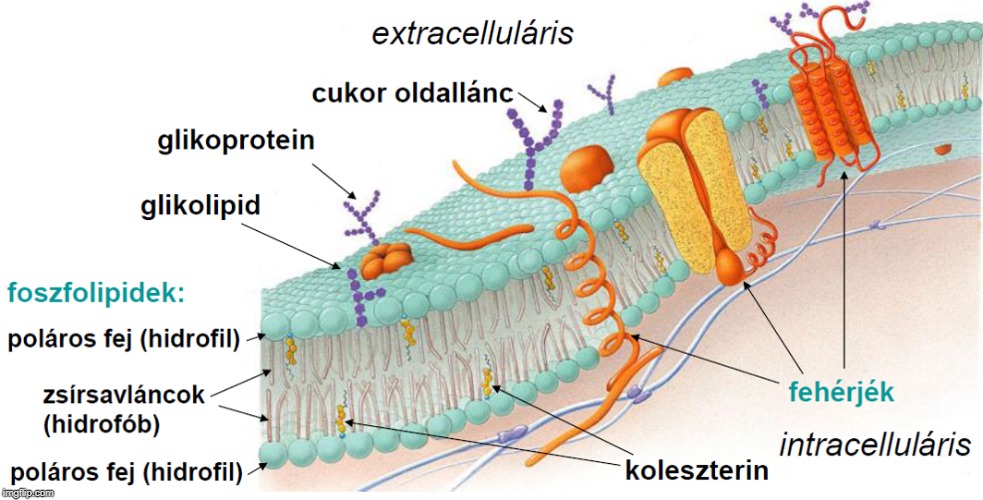 extracelluláris
cukor oldallánc
glikoprotein
glikolipid
foszfolipidek:
poláros fej (hidrofil)
zsírsavláncok
(hidrofób)
poláros fej (hidrofil)
fehérjék
intracelluláris
koleszterin
imgflip.com